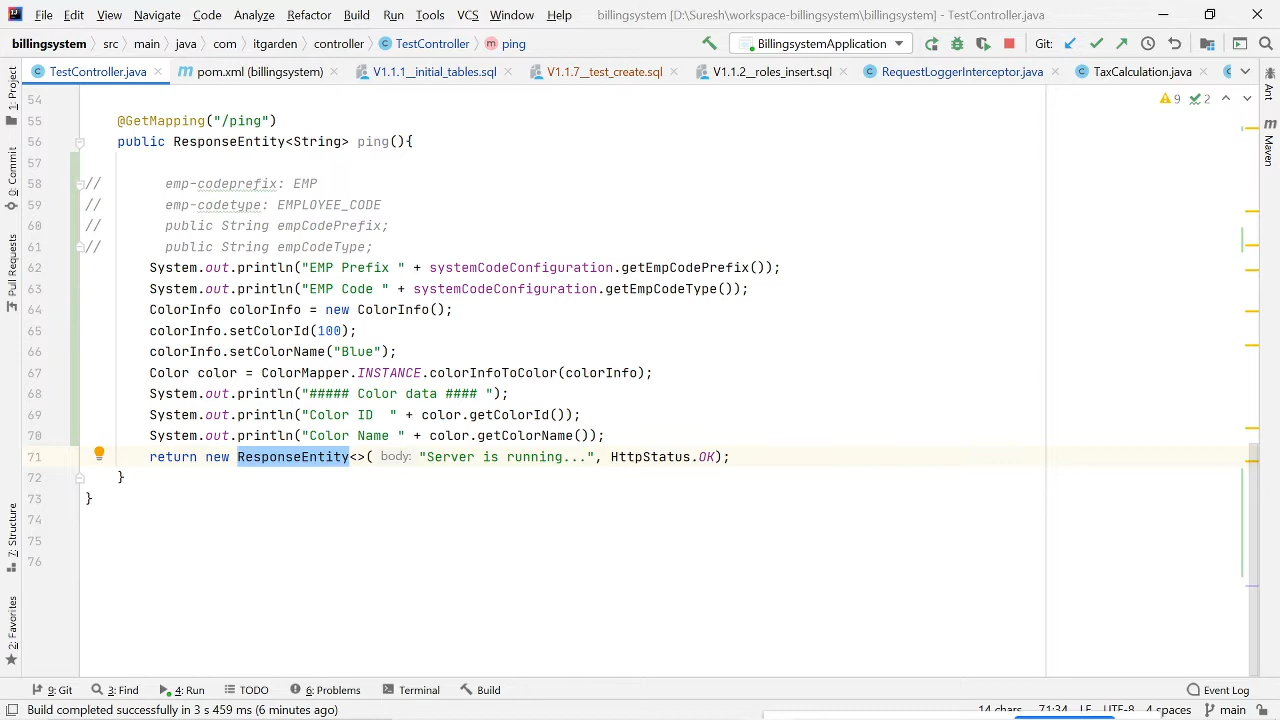 File Edit View Navigate Code Analyze Refactor Build Run Tools VCS Window Help billingsystem [D:\Suresh\workspace-billingsystem\billingsystem] - TestController.java
billingsystem src main java com itgarden controller TestController ping BillingsystemApplication Git:
TestController.java pom.xml (billingsystem) V1.1.1__initial_tables.sql V1.1.7__test_create.sql V1.1.2__roles_insert.sql RequestLoggerInterceptor.java TaxCalculation.java
1: Project
0: Commit
Pull Requests
7: Structure
2: Favorites
Ant
Maven
9 2
54
55 @GetMapping("/ping")
56 public ResponseEntity<String> ping(){
57
58 // emp-codeprefix: EMP
59 // emp-codetype: EMPLOYEE_CODE
60 // public String empCodePrefix;
61 // public String empCodeType;
62 System.out.println("EMP Prefix " + systemCodeConfiguration.getEmpCodePrefix());
63 System.out.println("EMP Code " + systemCodeConfiguration.getEmpCodeType());
64 ColorInfo colorInfo = new ColorInfo();
65 colorInfo.setColorId(100);
66 colorInfo.setColorName("Blue");
67 Color color = ColorMapper.INSTANCE.colorInfoToColor(colorInfo);
68 System.out.println("##### Color data #### ");
69 System.out.println("Color ID  " + color.getColorId());
70 System.out.println("Color Name " + color.getColorName());
71 return new ResponseEntity<>( body: "Server is running...", HttpStatus.OK);
72 }
73 }
74
75
76
9: Git 3: Find 4: Run TODO 6: Problems Terminal Build Event Log
Build completed successfully in 3 s 459 ms (6 minutes ago) 14 chars 71:34 LF UTF-8 4 spaces main